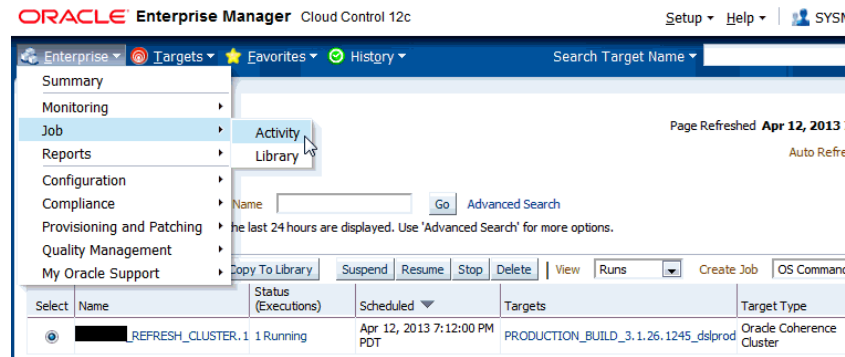 ORACLE Enterprise Manager Cloud Control 12c
Setup Help
Enterprise Targets Favorites History Search Target Name
Summary
Monitoring
Job
Reports
Configuration
Compliance
Provisioning and Patching
Quality Management
My Oracle Support
Activity
Library
Page Refreshed Apr 12, 2013
Auto Refre
Name Go Advanced Search
he last 24 hours are displayed. Use 'Advanced Search' for more options.
Copy To Library Suspend Resume Stop Delete View Runs Create Job OS Command
Select Name Status (Executions) Scheduled Targets Target Type
_REFRESH_CLUSTER.1 1 Running Apr 12, 2013 7:12:00 PM PDT PRODUCTION_BUILD_3.1.26.1245_dslprod Oracle Coherence Cluster